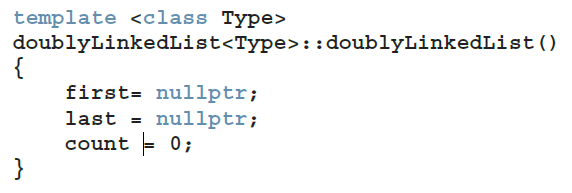 template <class Type>
doublyLinkedList<Type>::doublyLinkedList()
{
    first= nullptr;
    last = nullptr;
    count = 0;
}